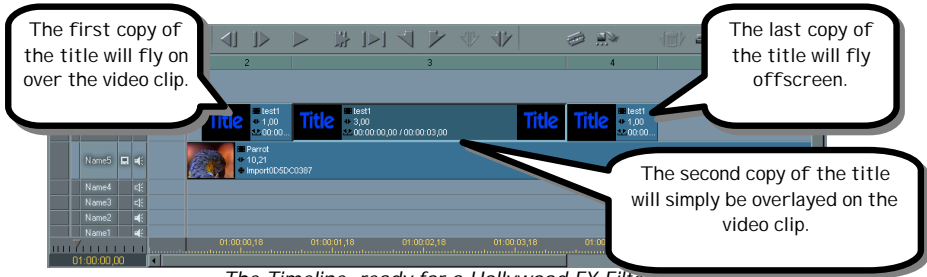 The first copy of
the title will fly on
over the video clip.
The last copy of
the title will fly
offscreen.
2
3
4
Title
test1
1,00
00:00...
Title
test1
3,00
00:00:00,00 / 00:00:03,00
Title
Title
test1
1,00
00:00...
Name5
Parrot
10,21
Import0D5DC0387
The second copy of the title
will simply be overlayed on the
video clip.
Name4
Name3
Name2
Name1
01:00:00,18
01:00:01,18
01:00:02,18
01:00:03,18
01:00:00,00
The Timeline, ready for a Hollywood FX Filter